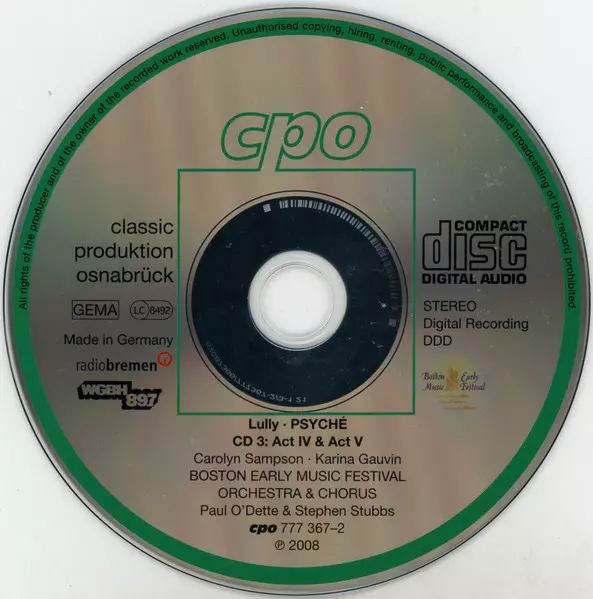 All rights of the producer and of the owner of the recorded work reserved. Unauthorised copying, hiring, renting, public performance and broadcasting of this record prohibited.
cpo
classic
produktion
osnabrück
GEMA LC 8492
Made in Germany
radiobremen
WGBH
897
COMPACT
disc
DIGITAL AUDIO
STEREO
Digital Recording
DDD
Boston Early
Music Festival
Lully · PSYCHÉ
CD 3: Act IV & Act V
Carolyn Sampson · Karina Gauvin
BOSTON EARLY MUSIC FESTIVAL
ORCHESTRA & CHORUS
Paul O'Dette & Stephen Stubbs
cpo 777 367–2
℗ 2008